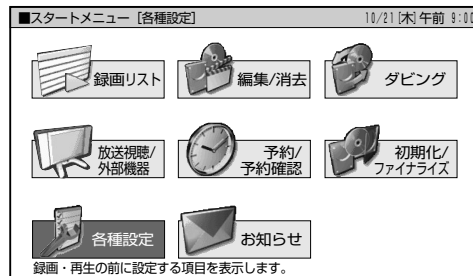 ■スタートメニュー [各種設定] 10/21[木]午前 9:00
録画リスト 編集/消去 ダビング
放送視聴/ 予約/ 初期化/
外部機器 予約確認 ファイナライズ
各種設定 お知らせ
録画・再生の前に設定する項目を表示します。